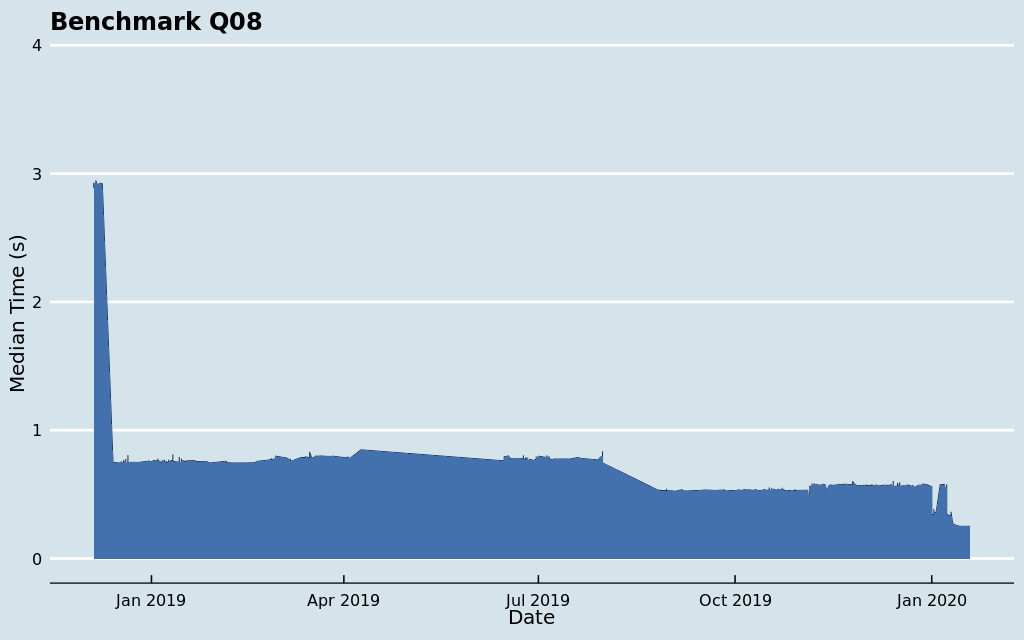 Benchmark Q08
Median Time (s)
4
3
2
1
0
Jan 2019
Apr 2019
Jul 2019
Oct 2019
Jan 2020
Date